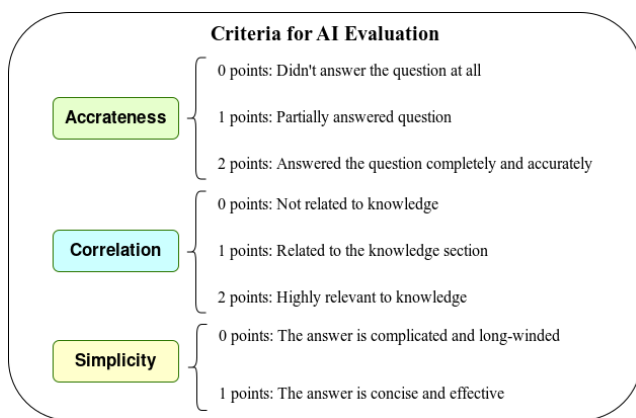 Criteria for AI Evaluation
0 points: Didn't answer the question at all
Accrateness
1 points: Partially answered question
2 points: Answered the question completely and accurately
0 points: Not related to knowledge
Correlation
1 points: Related to the knowledge section
2 points: Highly relevant to knowledge
0 points: The answer is complicated and long-winded
Simplicity
1 points: The answer is concise and effective